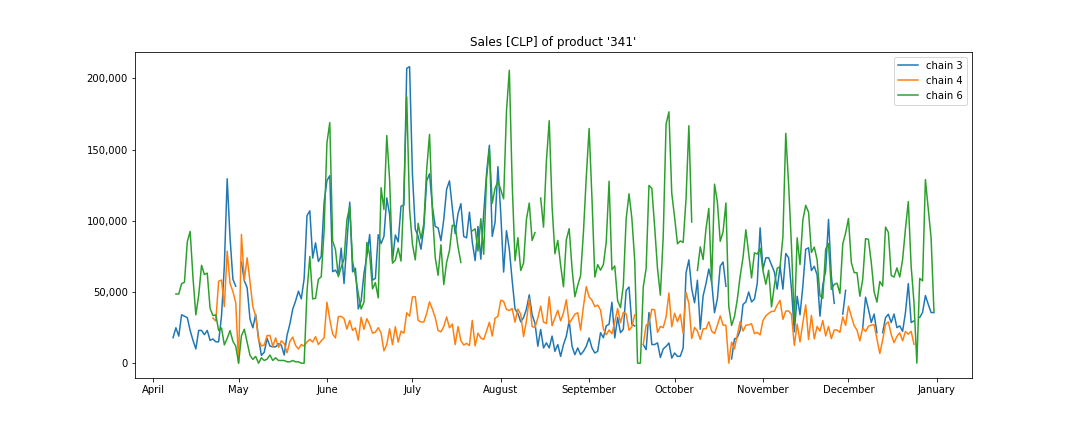 Sales [CLP] of product '341'
chain 3
chain 4
chain 6
200,000
150,000
100,000
50,000
0
April May June July August September October November December January